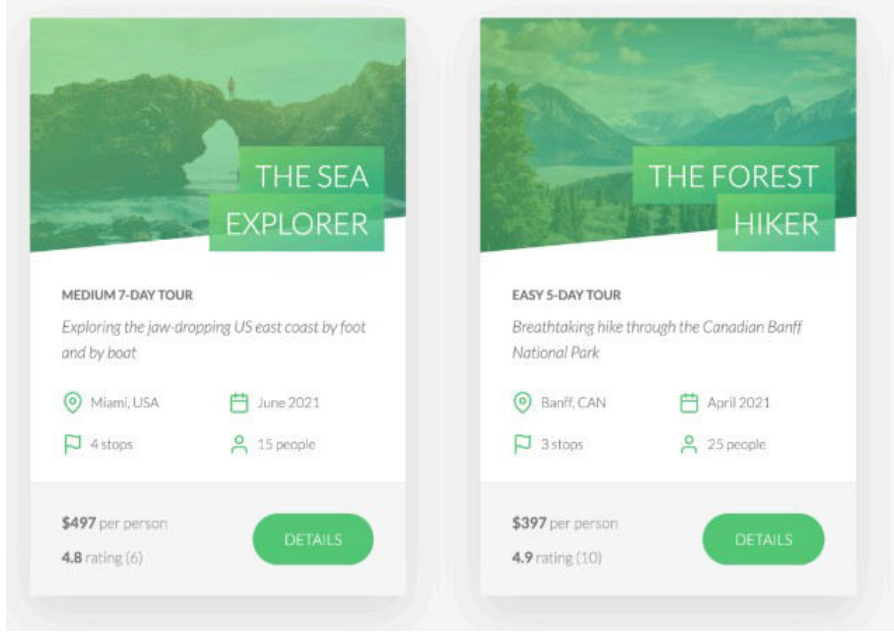 THE SEA
EXPLORER
MEDIUM 7-DAY TOUR
Exploring the jaw-dropping US east coast by foot
and by boat
Miami, USA
June 2021
4 stops
15 people
$497 per person
4.8 rating (6)
DETAILS
THE FOREST
HIKER
EASY 5-DAY TOUR
Breathtaking hike through the Canadian Banff
National Park
Banff, CAN
April 2021
3 stops
25 people
$397 per person
4.9 rating (10)
DETAILS